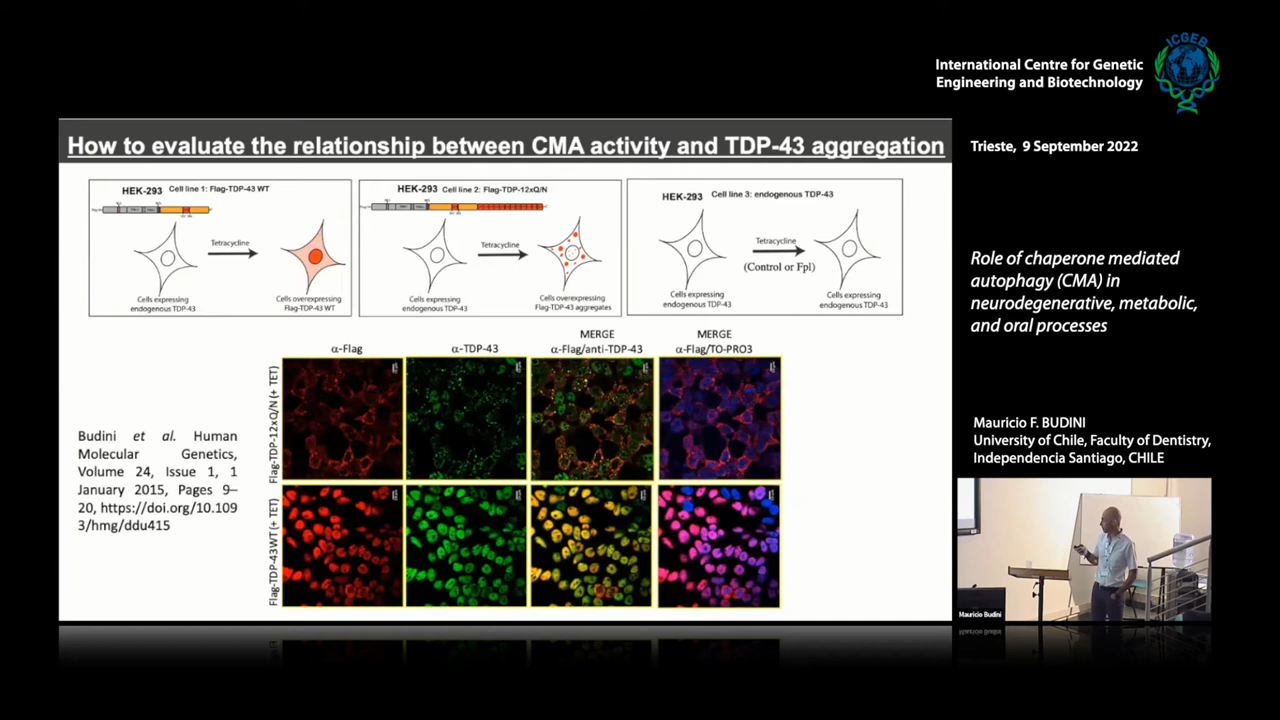 ICGEB
International Centre for Genetic
Engineering and Biotechnology
How to evaluate the relationship between CMA activity and TDP-43 aggregation
Trieste, 9 September 2022
HEK-293 Cell line 1: Flag-TDP-43 WT
Tetracycline
Cells expressing
endogenous TDP-43
Cells overexpressing
Flag-TDP-43 WT
HEK-293 Cell line 2: Flag-TDP-12xQ/N
Tetracycline
Cells expressing
endogenous TDP-43
Cells overexpressing
Flag-TDP-43 aggregates
HEK-293 Cell line 3: endogenous TDP-43
Tetracycline
(Control or Fpl)
Cells expressing
endogenous TDP-43
Cells expressing
endogenous TDP-43
Role of chaperone mediated
autophagy (CMA) in
neurodegenerative, metabolic,
and oral processes
α-Flag
α-TDP-43
MERGE
α-Flag/anti-TDP-43
MERGE
α-Flag/TO-PRO3
Flag-TDP-12xQ/N (+ TET)
Flag-TDP-43WT (+ TET)
Budini et al. Human
Molecular Genetics,
Volume 24, Issue 1, 1
January 2015, Pages 9–
20, https://doi.org/10.109
3/hmg/ddu415
Mauricio F. BUDINI
University of Chile, Faculty of Dentistry,
Independencia Santiago, CHILE
Mauricio Budini